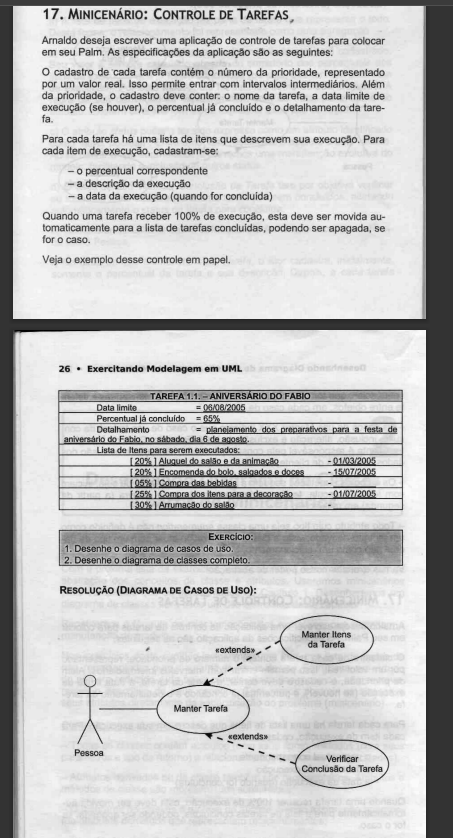 17. MINICENÁRIO: CONTROLE DE TAREFAS
Arnaldo deseja escrever uma aplicação de controle de tarefas para colocar
em seu Palm. As especificações da aplicação são as seguintes:
O cadastro de cada tarefa contém o número da prioridade, representado
por um valor real. Isso permite entrar com intervalos intermediários. Além
da prioridade, o cadastro deve conter: o nome da tarefa, a data limite de
execução (se houver), o percentual já concluído e o detalhamento da tare-
fa.
Para cada tarefa há uma lista de itens que descrevem sua execução. Para
cada item de execução, cadastram-se:
– o percentual correspondente
– a descrição da execução
– a data da execução (quando for concluída)
Quando uma tarefa receber 100% de execução, esta deve ser movida au-
tomaticamente para a lista de tarefas concluídas, podendo ser apagada, se
for o caso.
Veja o exemplo desse controle em papel.
26 • Exercitando Modelagem em UML
TAREFA 1.1. – ANIVERSÁRIO DO FABIO
Data limite = 06/08/2005
Percentual já concluído = 65%
Detalhamento = planejamento dos preparativos para a festa de
aniversário do Fabio, no sábado, dia 6 de agosto.
Lista de Itens para serem executados:
[ 20% ] Aluguel do salão e da animação - 01/03/2005
[ 20% ] Encomenda do bolo, salgados e doces - 15/07/2005
[ 05% ] Compra das bebidas -
[ 25% ] Compra dos itens para a decoração - 01/07/2005
[ 30% ] Arrumação do salão -
EXERCÍCIO:
1. Desenhe o diagrama de casos de uso.
2. Desenhe o diagrama de classes completo.
RESOLUÇÃO (DIAGRAMA DE CASOS DE USO):
Manter Itens
da Tarefa
«extends»
Manter Tarefa
«extends»
Pessoa
Verificar
Conclusão da Tarefa